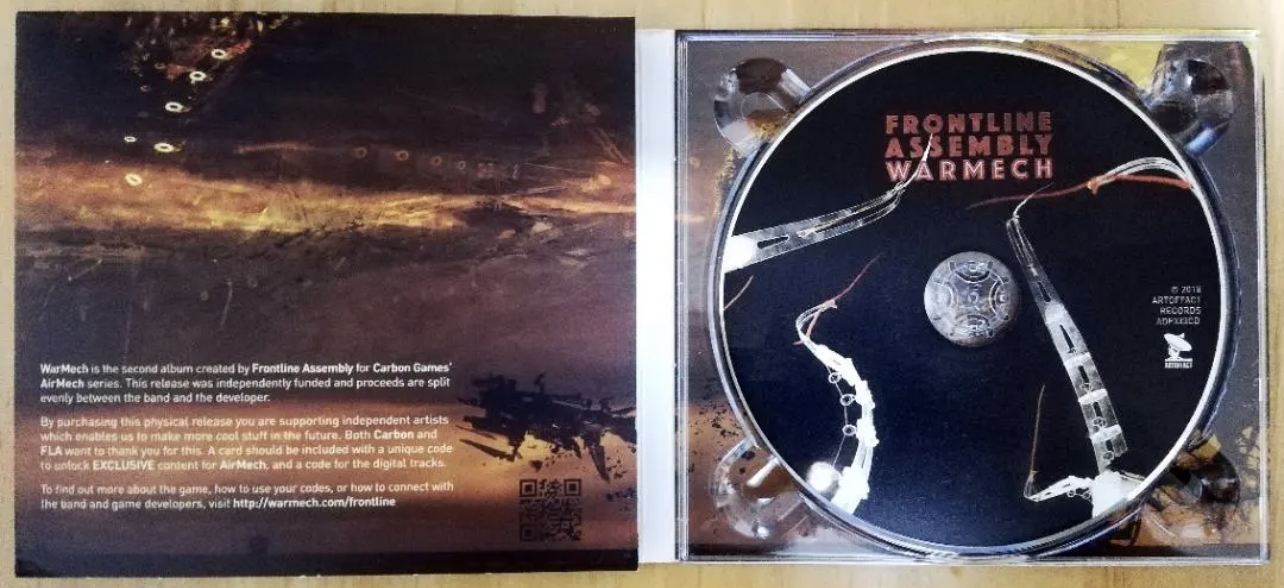 WarMech is the second album created by Frontline Assembly for Carbon Games'
AirMech series. This release was independently funded and proceeds are split
evenly between the band and the developer.
By purchasing this physical release you are supporting independent artists
which enables us to make more cool stuff in the future. Both Carbon and
FLA want to thank you for this. A card should be included with a unique code
to unlock EXCLUSIVE content for AirMech, and a code for the digital tracks.
To find out more about the game, how to use your codes, or how to connect with
the band and game developers, visit http://warmech.com/frontline
FRONTLINE
ASSEMBLY
WARMECH
© 2018
ARTOFFACT
RECORDS
ARTOFFACT